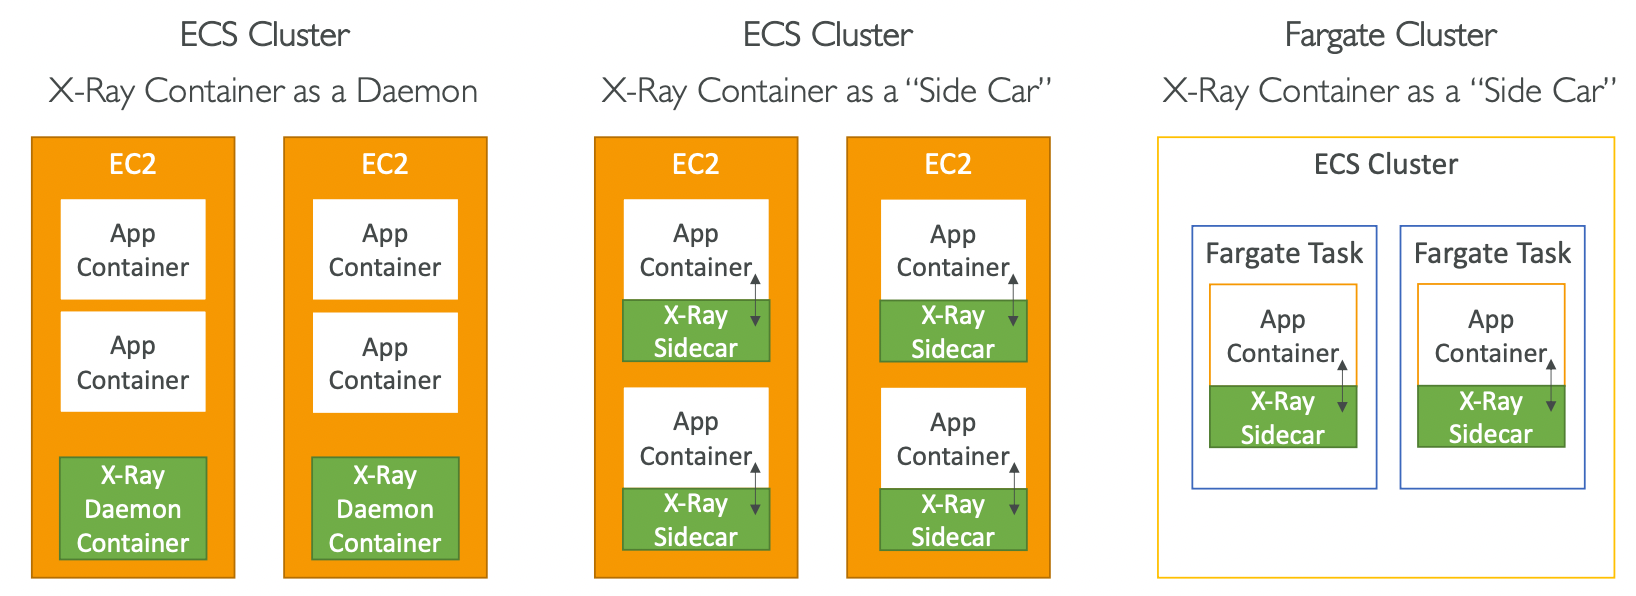 ECS Cluster
X-Ray Container as a Daemon
EC2
App
Container
App
Container
X-Ray
Daemon
Container
EC2
App
Container
App
Container
X-Ray
Daemon
Container
ECS Cluster
X-Ray Container as a “Side Car”
EC2
App
Container
X-Ray
Sidecar
App
Container
X-Ray
Sidecar
EC2
App
Container
X-Ray
Sidecar
App
Container
X-Ray
Sidecar
Fargate Cluster
X-Ray Container as a “Side Car”
ECS Cluster
Fargate Task
App
Container
X-Ray
Sidecar
Fargate Task
App
Container
X-Ray
Sidecar